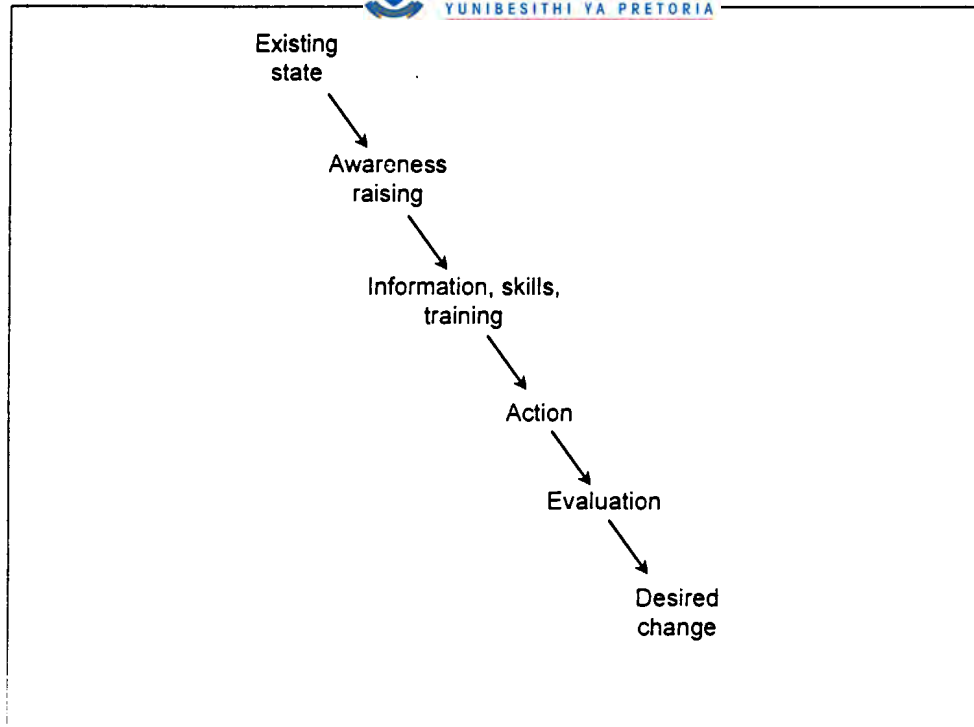 YUNIBESITHI YA PRETORIA
Existing
state
Awareness
raising
Information, skills,
training
Action
Evaluation
Desired
change